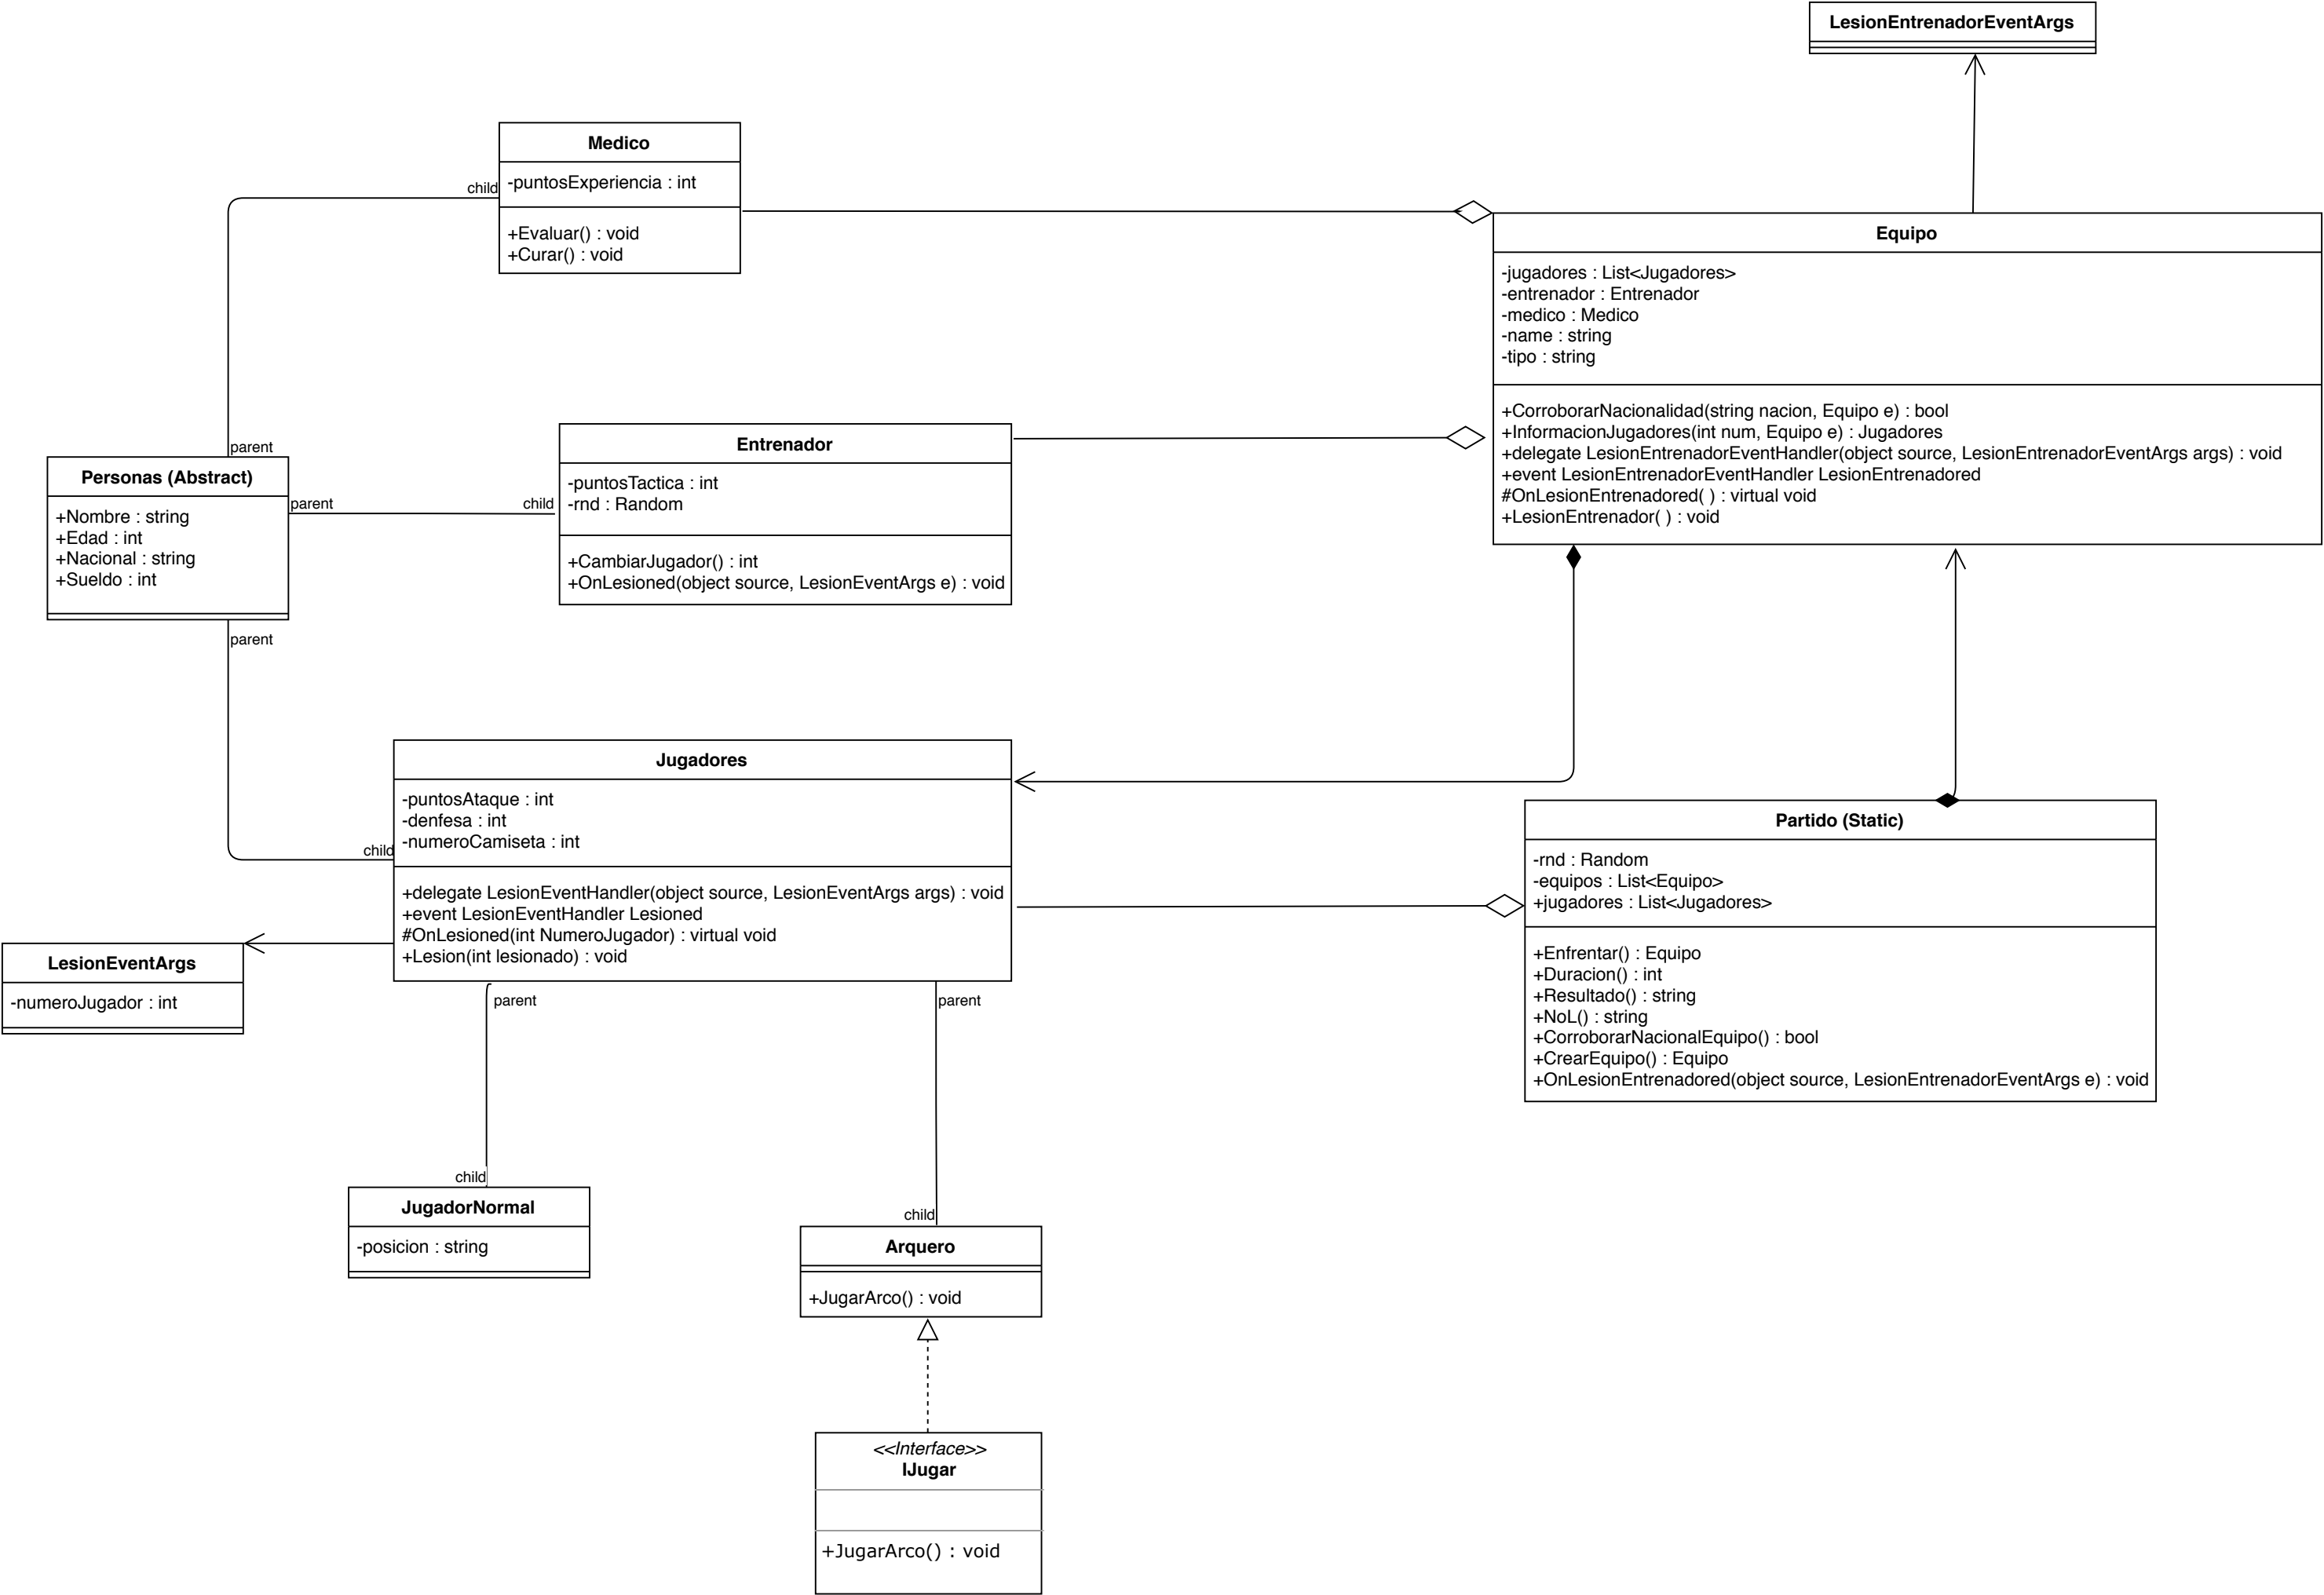 LesionEntrenadorEventArgs
Medico
-puntosExperiencia : int
+Evaluar() : void
+Curar() : void
child
parent
Equipo
-jugadores : List<Jugadores>
-entrenador : Entrenador
-medico : Medico
-name : string
-tipo : string
+CorroborarNacionalidad(string nacion, Equipo e) : bool
+InformacionJugadores(int num, Equipo e) : Jugadores
+delegate LesionEntrenadorEventHandler(object source, LesionEntrenadorEventArgs args) : void
+event LesionEntrenadorEventHandler LesionEntrenadored
#OnLesionEntrenadored( ) : virtual void
+LesionEntrenador( ) : void
Personas (Abstract)
+Nombre : string
+Edad : int
+Nacional : string
+Sueldo : int
parent
child
Entrenador
-puntosTactica : int
-rnd : Random
+CambiarJugador() : int
+OnLesioned(object source, LesionEventArgs e) : void
parent
child
Jugadores
-puntosAtaque : int
-denfesa : int
-numeroCamiseta : int
+delegate LesionEventHandler(object source, LesionEventArgs args) : void
+event LesionEventHandler Lesioned
#OnLesioned(int NumeroJugador) : virtual void
+Lesion(int lesionado) : void
Partido (Static)
-rnd : Random
-equipos : List<Equipo>
+jugadores : List<Jugadores>
+Enfrentar() : Equipo
+Duracion() : int
+Resultado() : string
+NoL() : string
+CorroborarNacionalEquipo() : bool
+CrearEquipo() : Equipo
+OnLesionEntrenadored(object source, LesionEntrenadorEventArgs e) : void
LesionEventArgs
-numeroJugador : int
parent
child
JugadorNormal
-posicion : string
parent
child
Arquero
+JugarArco() : void
<<Interface>>
IJugar
+JugarArco() : void